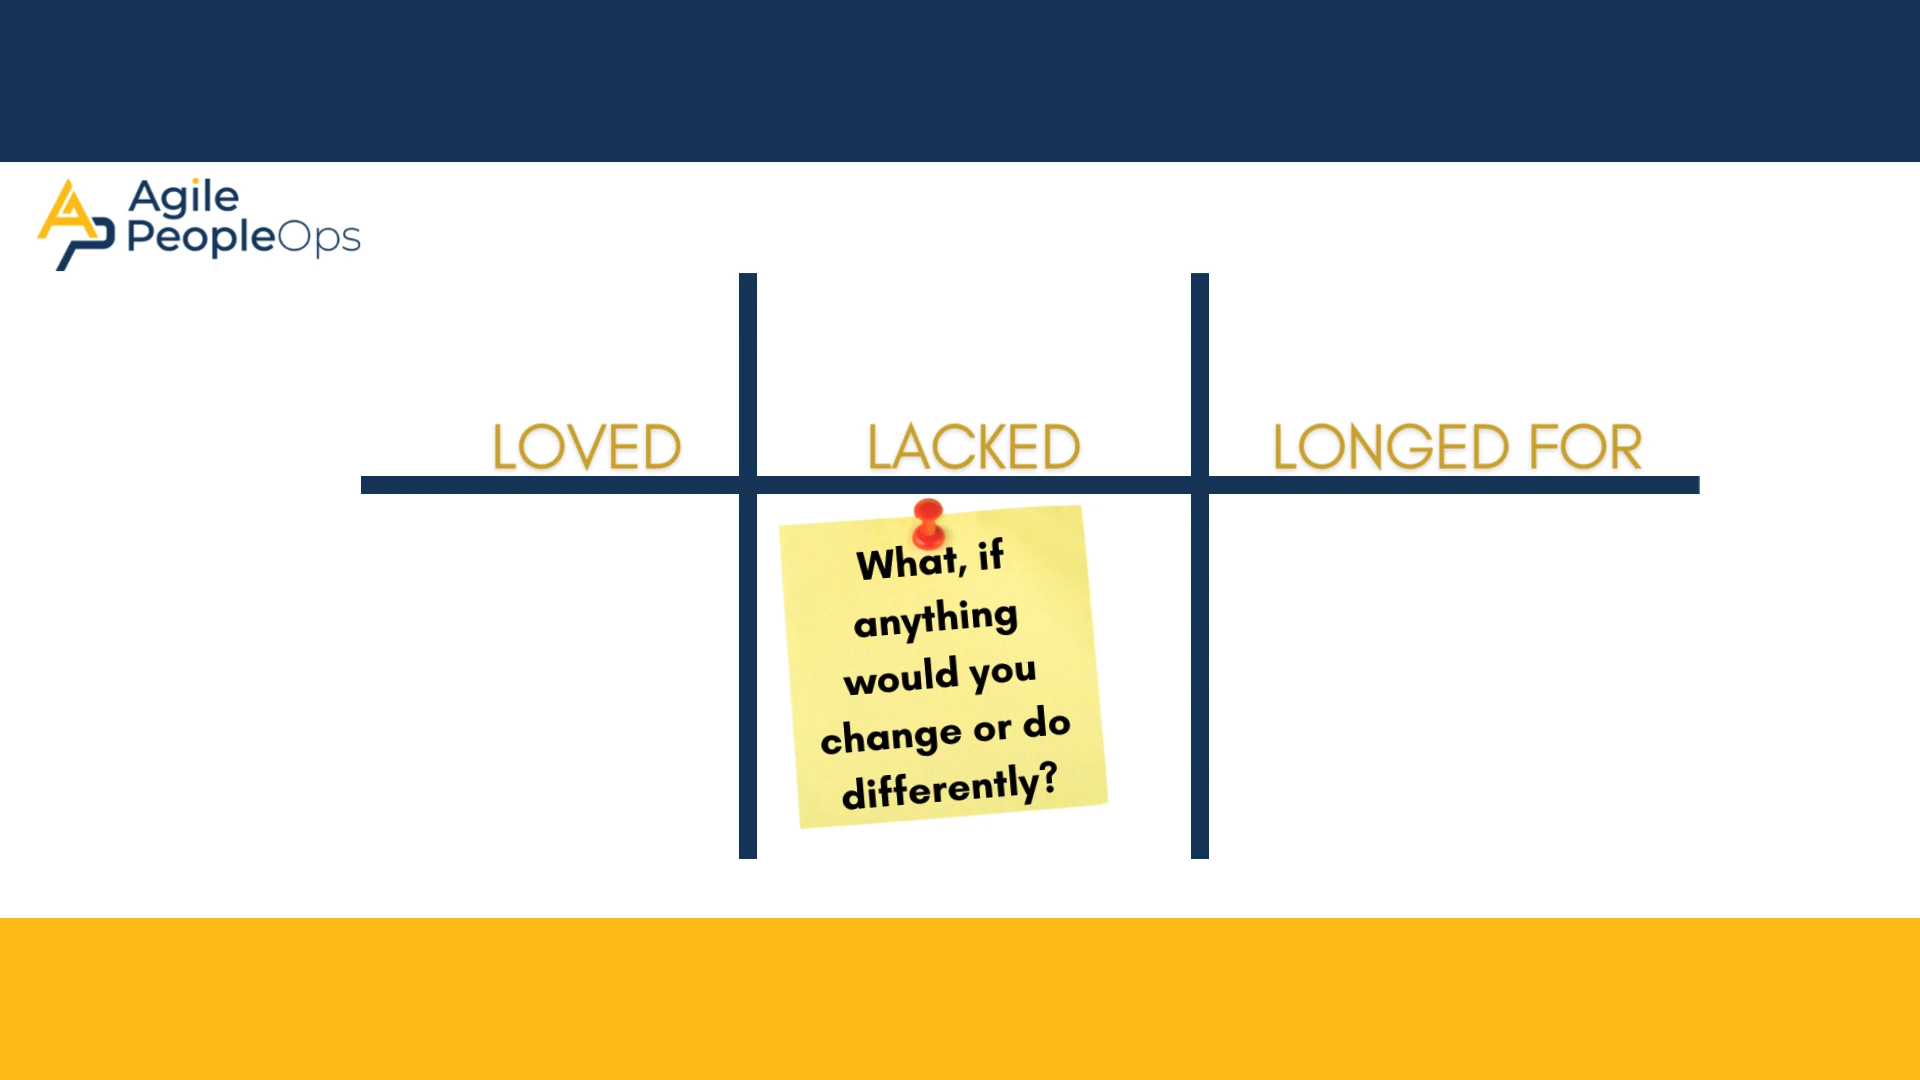 Agile
PeopleOps
LOVED
LACKED
LONGED FOR
What, if
anything
would you
change or do
differently?